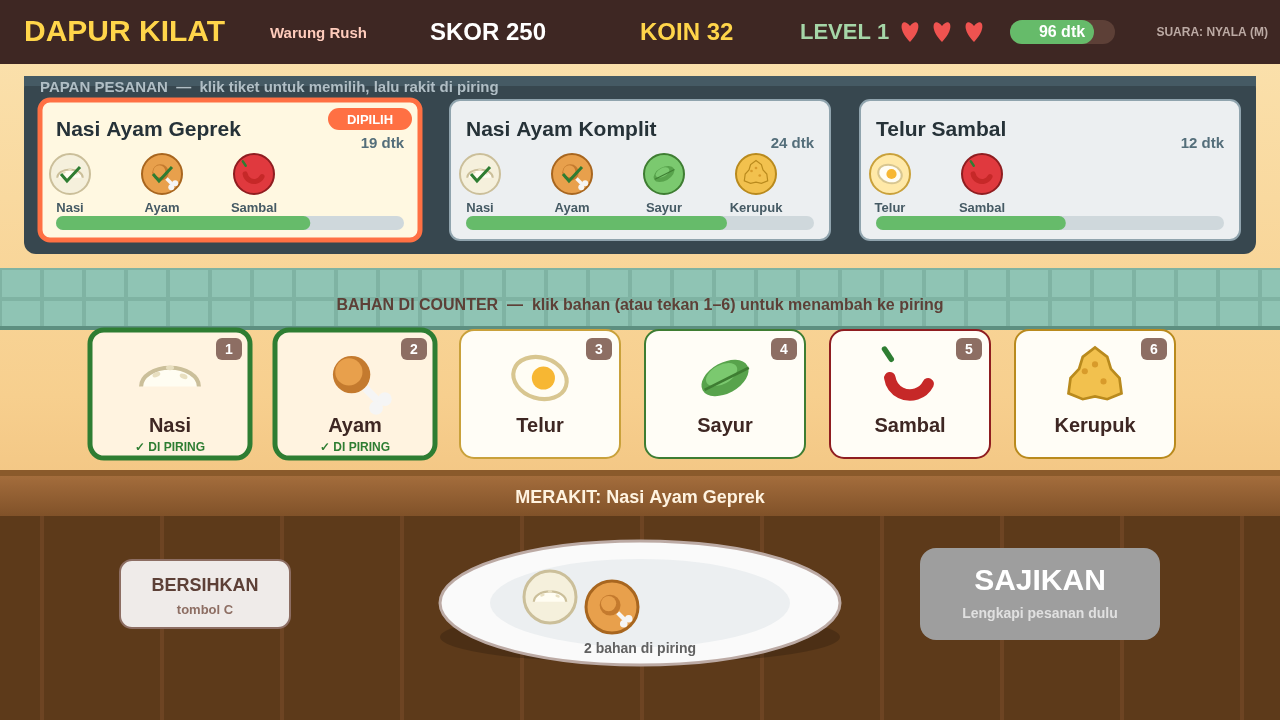 DAPUR KILAT
Warung Rush
SKOR 250
KOIN 32
LEVEL 1
96 dtk
SUARA: NYALA (M)
PAPAN PESANAN — klik tiket untuk memilih, lalu rakit di piring
Nasi Ayam Geprek
DIPILIH
19 dtk
Nasi
Ayam
Sambal
Nasi Ayam Komplit
24 dtk
Nasi
Ayam
Sayur
Kerupuk
Telur Sambal
12 dtk
Telur
Sambal
BAHAN DI COUNTER — klik bahan (atau tekan 1–6) untuk menambah ke piring
1
Nasi
✓ DI PIRING
2
Ayam
✓ DI PIRING
3
Telur
4
Sayur
5
Sambal
6
Kerupuk
MERAKIT: Nasi Ayam Geprek
BERSIHKAN
tombol C
2 bahan di piring
SAJIKAN
Lengkapi pesanan dulu